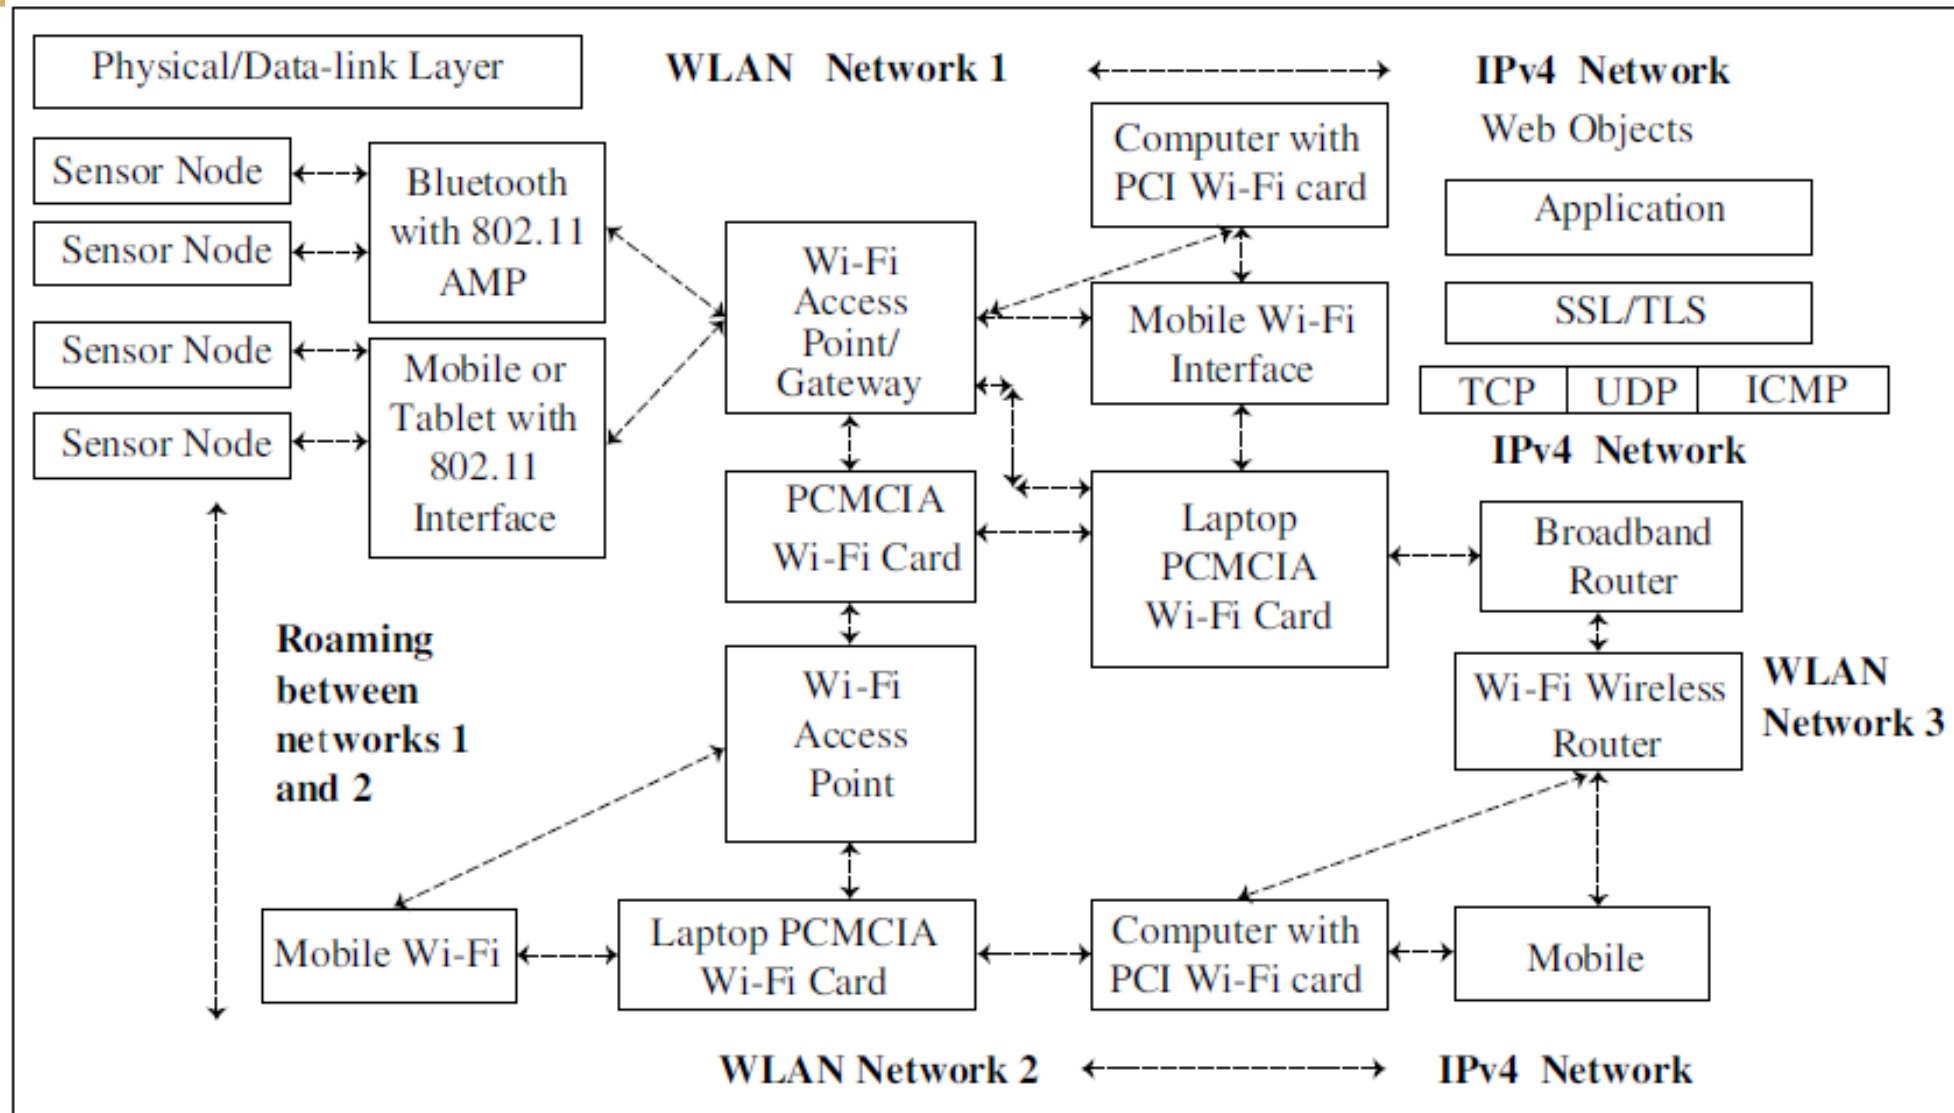 Physical/Data-link Layer
WLAN Network 1
IPv4 Network
Web Objects
Sensor Node
Sensor Node
Sensor Node
Sensor Node
Bluetooth
with 802.11
AMP
Mobile or
Tablet with
802.11
Interface
Wi-Fi
Access
Point/
Gateway
Computer with
PCI Wi-Fi card
Mobile Wi-Fi
Interface
Application
SSL/TLS
TCP
UDP
ICMP
IPv4 Network
PCMCIA
Wi-Fi Card
Laptop
PCMCIA
Wi-Fi Card
Broadband
Router
Roaming
between
networks 1
and 2
Wi-Fi
Access
Point
Wi-Fi Wireless
Router
WLAN
Network 3
Mobile Wi-Fi
Laptop PCMCIA
Wi-Fi Card
Computer with
PCI Wi-Fi card
Mobile
WLAN Network 2
IPv4 Network